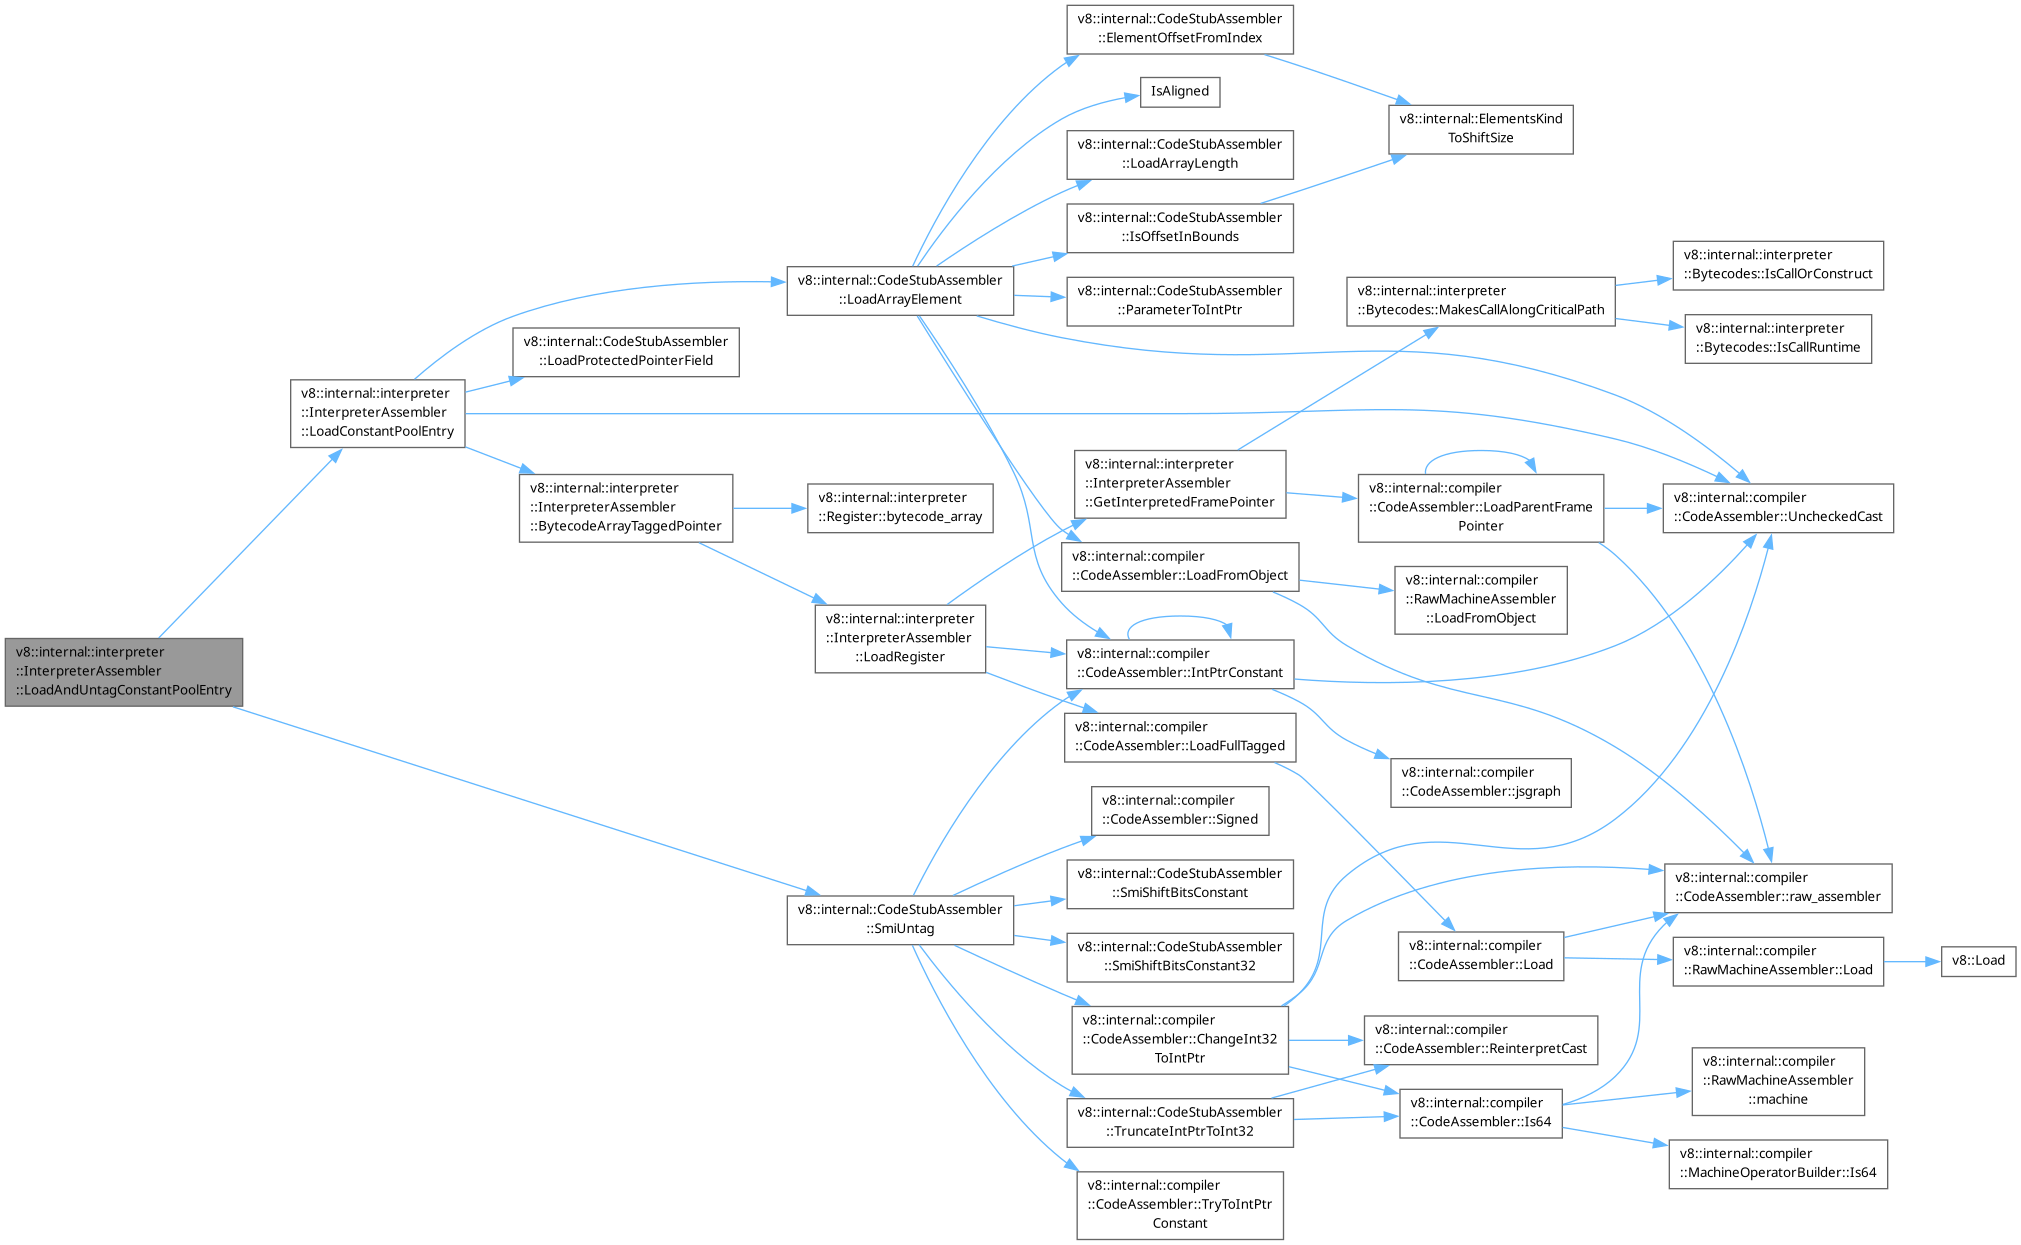 v8::internal::interpreter
::InterpreterAssembler
::LoadAndUntagConstantPoolEntry
v8::internal::interpreter
::InterpreterAssembler
::LoadConstantPoolEntry
v8::internal::CodeStubAssembler
::LoadProtectedPointerField
v8::internal::interpreter
::InterpreterAssembler
::BytecodeArrayTaggedPointer
v8::internal::CodeStubAssembler
::LoadArrayElement
v8::internal::interpreter
::Register::bytecode_array
v8::internal::interpreter
::InterpreterAssembler
::LoadRegister
v8::internal::CodeStubAssembler
::SmiUntag
v8::internal::CodeStubAssembler
::ElementOffsetFromIndex
IsAligned
v8::internal::CodeStubAssembler
::LoadArrayLength
v8::internal::CodeStubAssembler
::IsOffsetInBounds
v8::internal::CodeStubAssembler
::ParameterToIntPtr
v8::internal::interpreter
::InterpreterAssembler
::GetInterpretedFramePointer
v8::internal::compiler
::CodeAssembler::LoadFromObject
v8::internal::compiler
::CodeAssembler::IntPtrConstant
v8::internal::compiler
::CodeAssembler::LoadFullTagged
v8::internal::compiler
::CodeAssembler::Signed
v8::internal::CodeStubAssembler
::SmiShiftBitsConstant
v8::internal::CodeStubAssembler
::SmiShiftBitsConstant32
v8::internal::compiler
::CodeAssembler::ChangeInt32
ToIntPtr
v8::internal::CodeStubAssembler
::TruncateIntPtrToInt32
v8::internal::compiler
::CodeAssembler::TryToIntPtr
Constant
v8::internal::ElementsKind
ToShiftSize
v8::internal::interpreter
::Bytecodes::MakesCallAlongCriticalPath
v8::internal::compiler
::CodeAssembler::LoadParentFrame
Pointer
v8::internal::compiler
::RawMachineAssembler
::LoadFromObject
v8::internal::compiler
::CodeAssembler::jsgraph
v8::internal::compiler
::CodeAssembler::Load
v8::internal::compiler
::CodeAssembler::ReinterpretCast
v8::internal::compiler
::CodeAssembler::Is64
v8::internal::interpreter
::Bytecodes::IsCallOrConstruct
v8::internal::interpreter
::Bytecodes::IsCallRuntime
v8::internal::compiler
::CodeAssembler::UncheckedCast
v8::internal::compiler
::CodeAssembler::raw_assembler
v8::internal::compiler
::RawMachineAssembler::Load
v8::internal::compiler
::RawMachineAssembler
::machine
v8::internal::compiler
::MachineOperatorBuilder::Is64
v8::Load